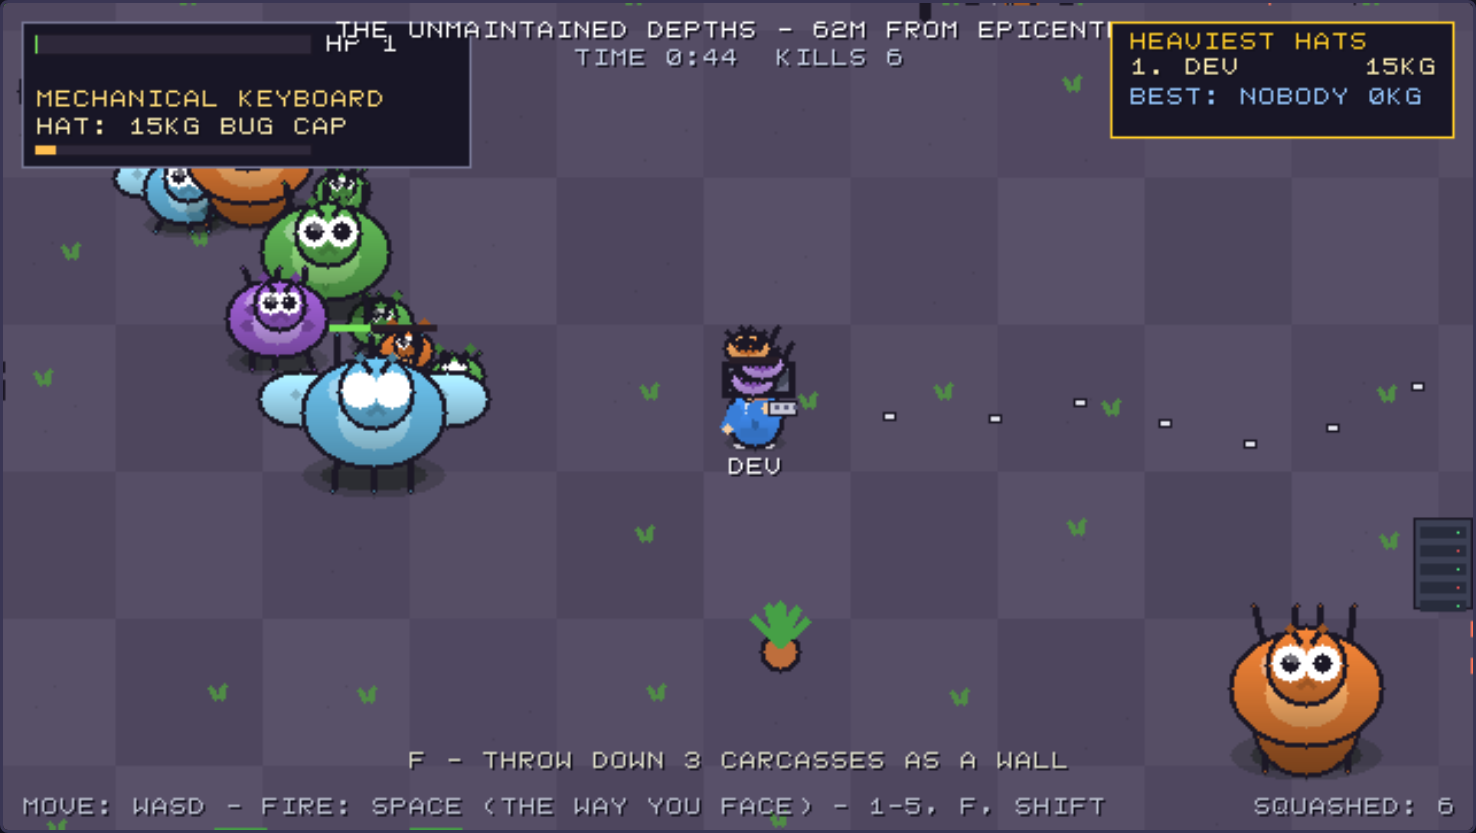 THE UNMAINTAINED DEPTHS - 62M FROM EPICENT
TIME 0:44 KILLS 6
HP 1
MECHANICAL KEYBOARD
HAT: 15KG BUG CAP
HEAVIEST HATS
1. DEV 15KG
BEST: NOBODY 0KG
DEV
F - THROW DOWN 3 CARCASSES AS A WALL
MOVE: WASD - FIRE: SPACE (THE WAY YOU FACE) - 1-5, F, SHIFT
SQUASHED: 6